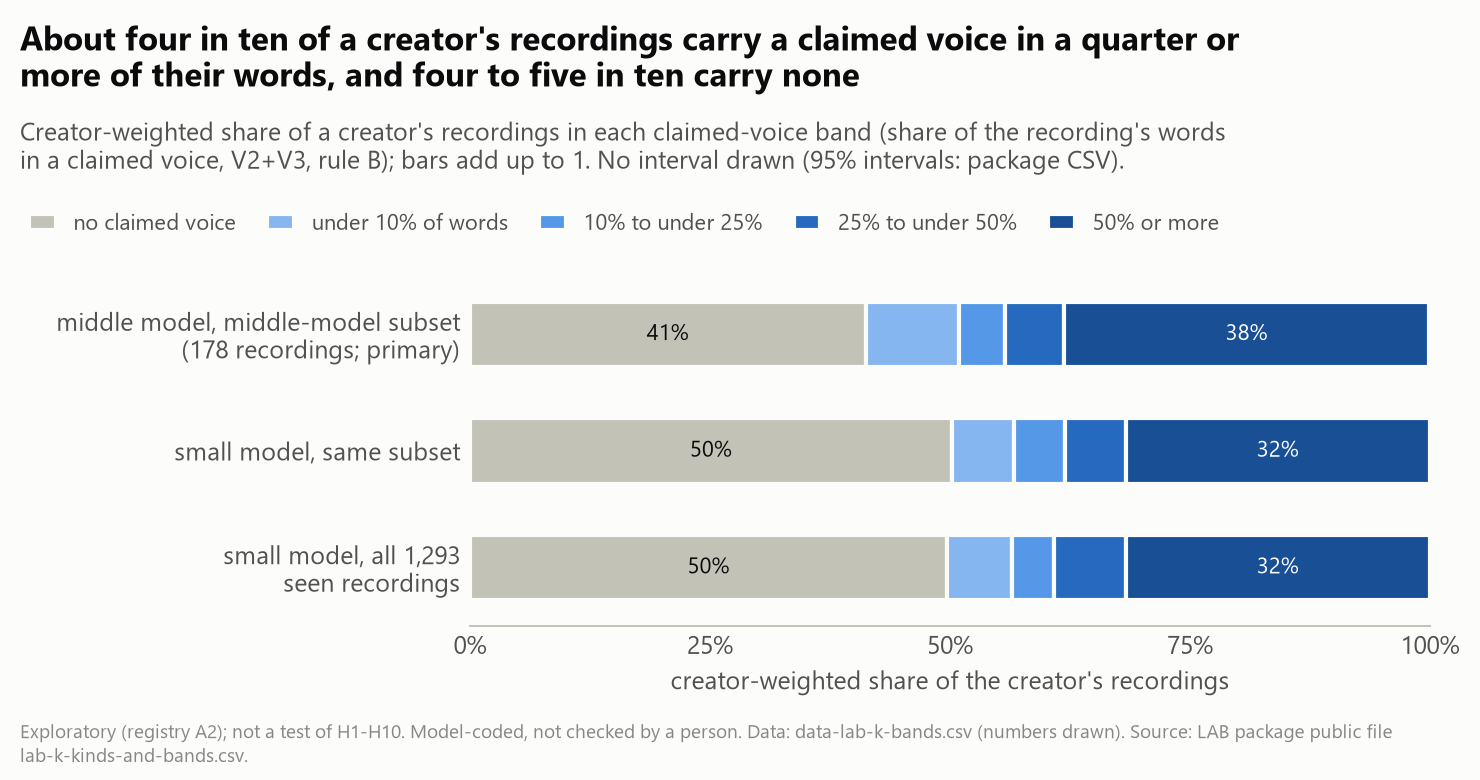 About four in ten of a creator's recordings carry a claimed voice in a quarter or
more of their words, and four to five in ten carry none
Creator-weighted share of a creator's recordings in each claimed-voice band (share of the recording's words
in a claimed voice, V2+V3, rule B); bars add up to 1. No interval drawn (95% intervals: package CSV).
no claimed voice under 10% of words 10% to under 25% 25% to under 50% 50% or more
middle model, middle-model subset
(178 recordings; primary)
41% 38%
small model, same subset
50% 32%
small model, all 1,293
seen recordings
50% 32%
0% 25% 50% 75% 100%
creator-weighted share of the creator's recordings
Exploratory (registry A2); not a test of H1-H10. Model-coded, not checked by a person. Data: data-lab-k-bands.csv (numbers drawn). Source: LAB package public file
lab-k-kinds-and-bands.csv.